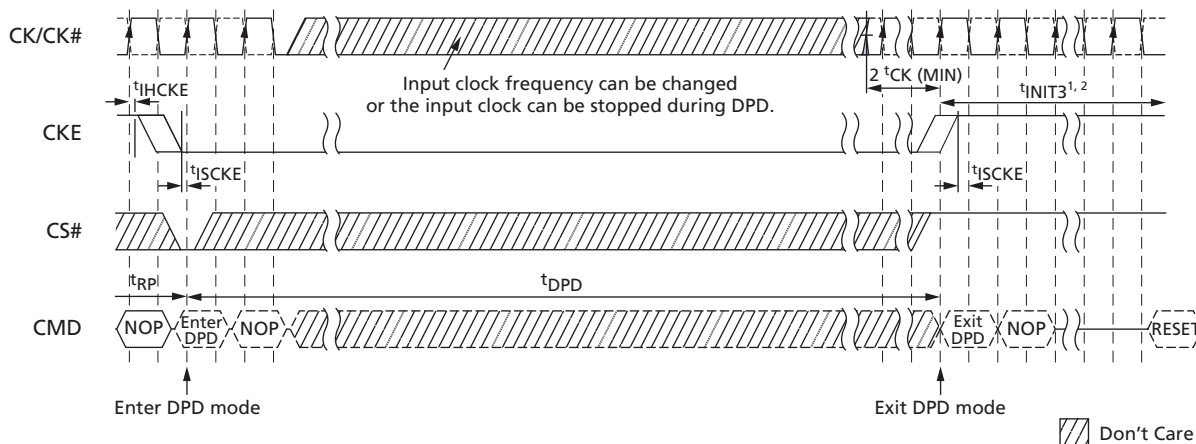 CK/CK#
2 tCK (MIN)
Input clock frequency can be changed
or the input clock can be stopped during DPD.
tIHCKE
tINIT3 1, 2
CKE
tISCKE
tISCKE
CS#
tRP
tDPD
CMD
NOP
Enter
DPD
NOP
Exit
DPD
NOP
RESET
Enter DPD mode
Exit DPD mode
Don't Care